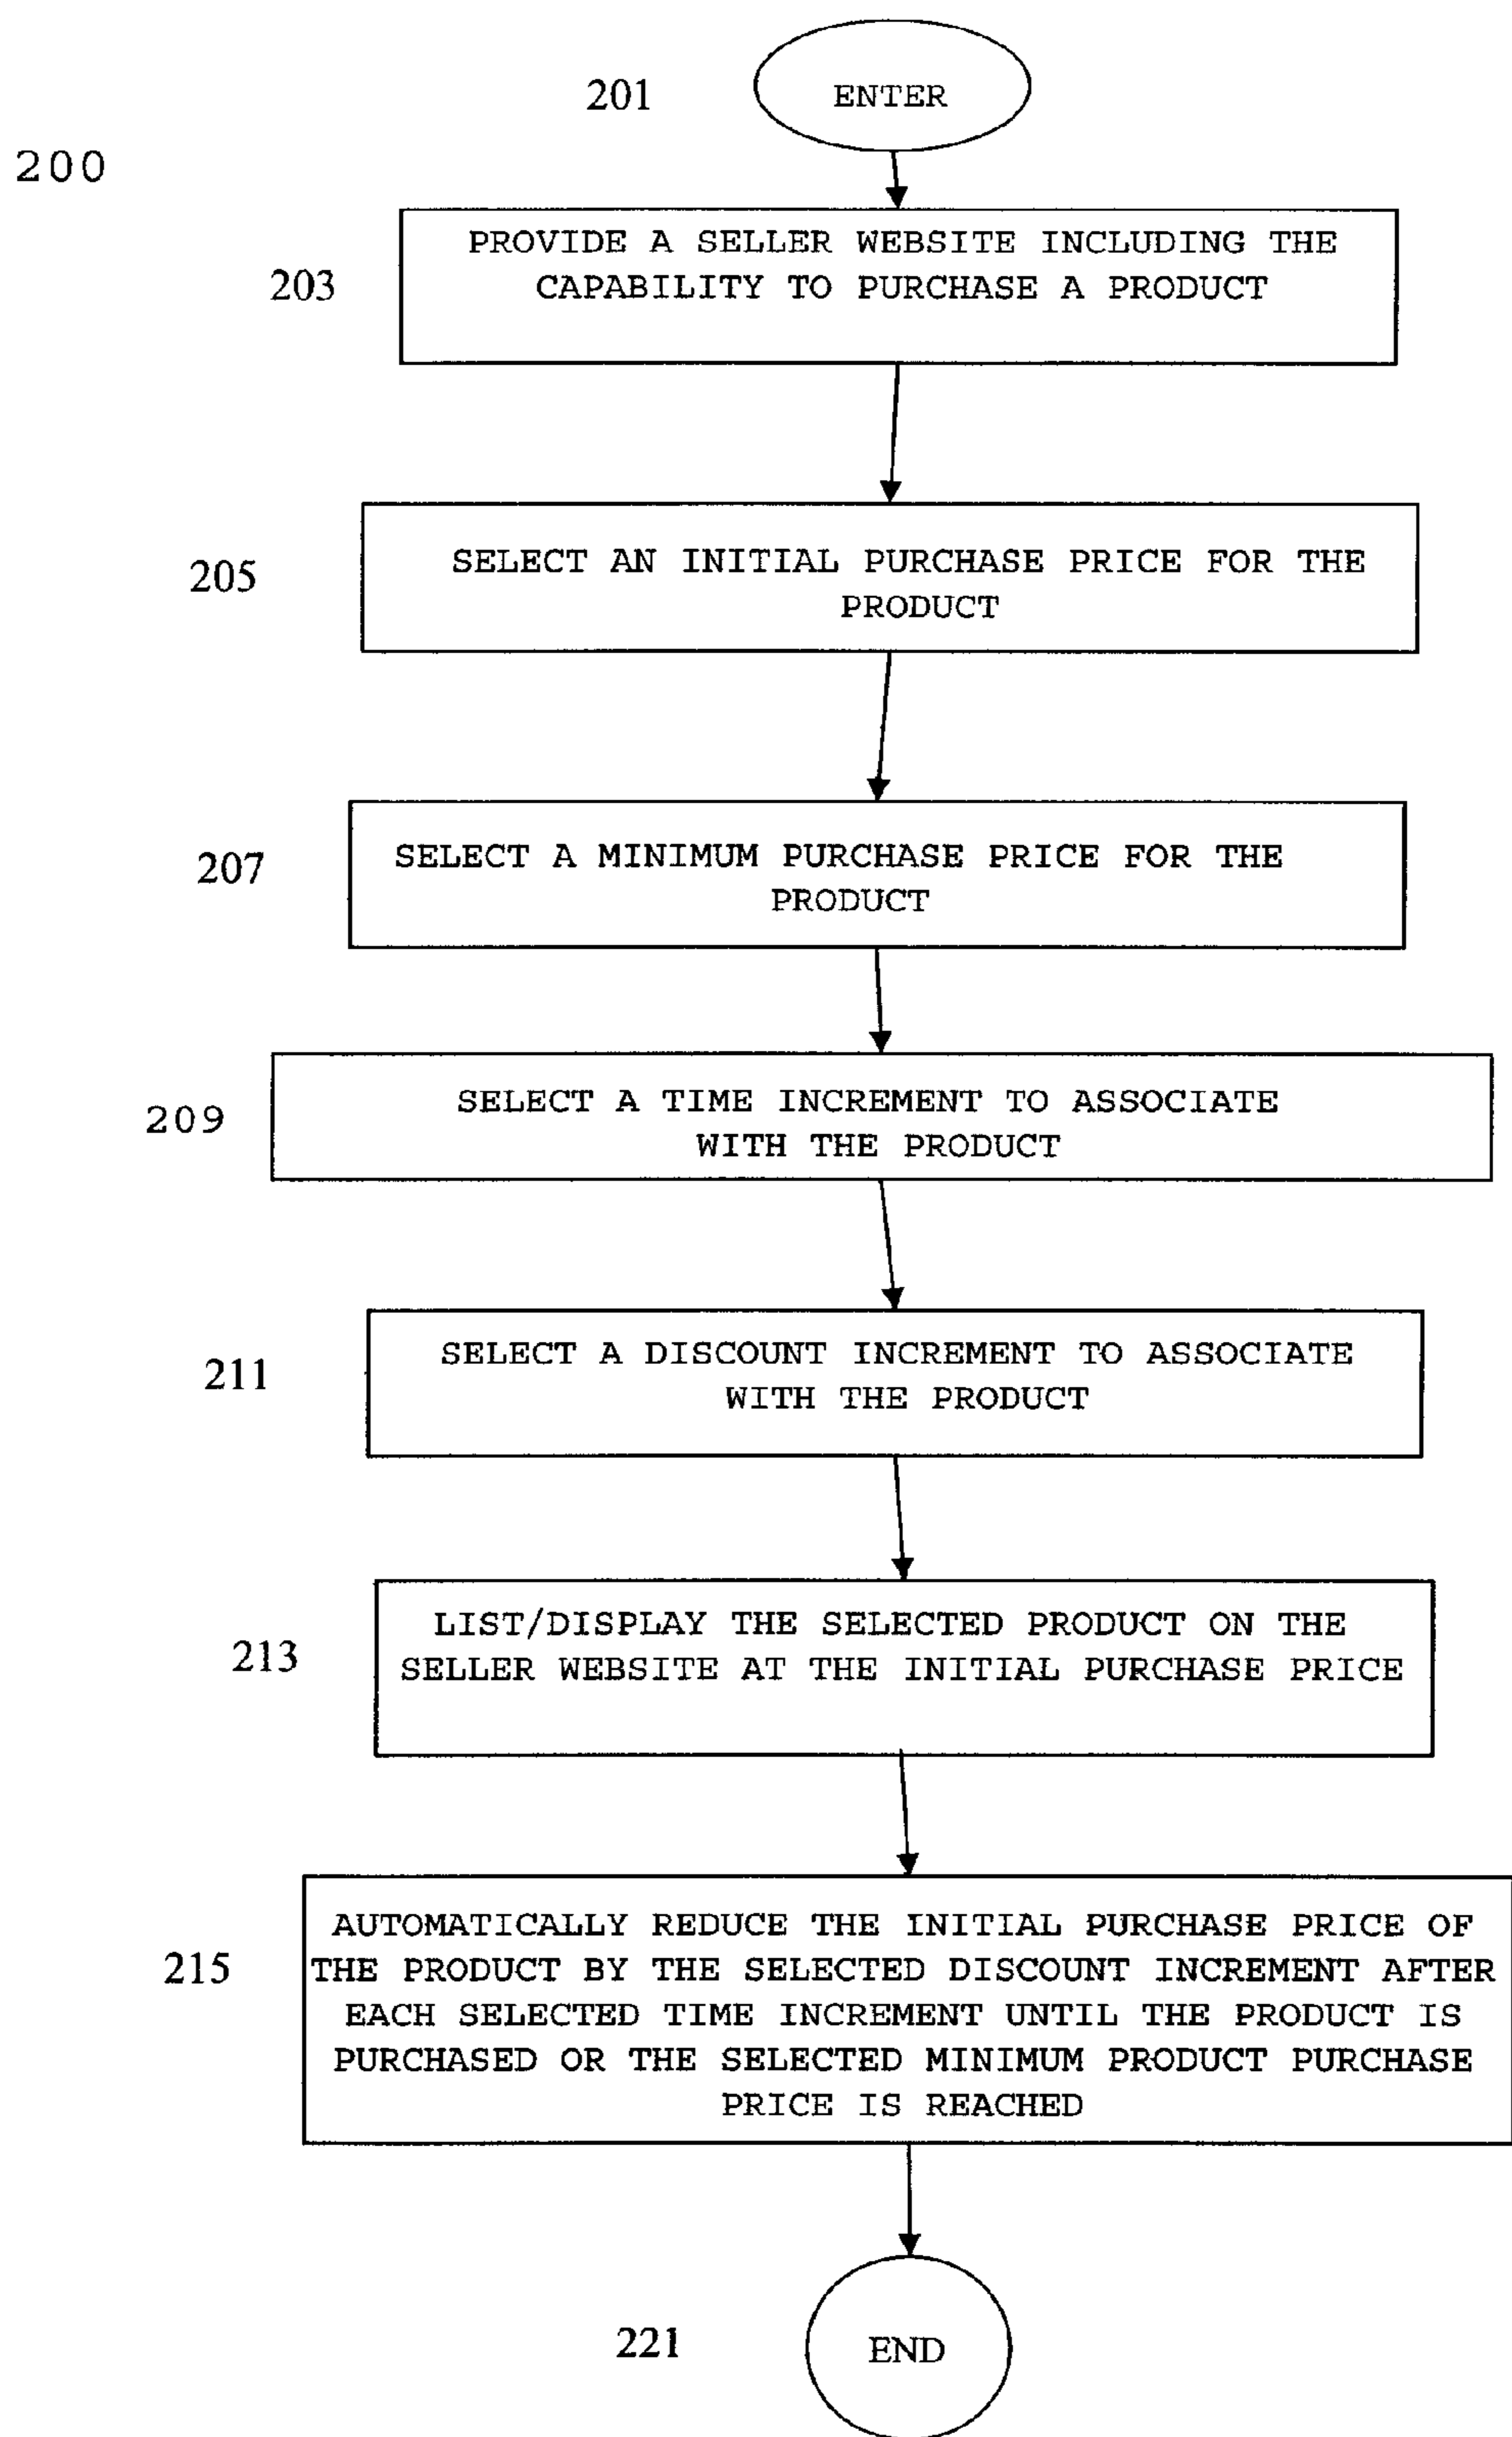 201
ENTER
200
PROVIDE A SELLER WEBSITE INCLUDING THE
203
CAPABILITY TO PURCHASE A PRODUCT
205
SELECT AN INITIAL PURCHASE PRICE FOR THE
PRODUCT
207
SELECT A MINIMUM PURCHASE PRICE FOR THE
PRODUCT
209
SELECT A TIME INCREMENT TO ASSOCIATE
WITH THE PRODUCT
211
SELECT A DISCOUNT INCREMENT TO ASSOCIATE
WITH THE PRODUCT
213
LIST/DISPLAY THE SELECTED PRODUCT ON THE
SELLER WEBSITE AT THE INITIAL PURCHASE PRICE
215
AUTOMATICALLY REDUCE THE INITIAL PURCHASE PRICE OF
THE PRODUCT BY THE SELECTED DISCOUNT INCREMENT AFTER
EACH SELECTED TIME INCREMENT UNTIL THE PRODUCT IS
PURCHASED OR THE SELECTED MINIMUM PRODUCT PURCHASE
PRICE IS REACHED
221
END